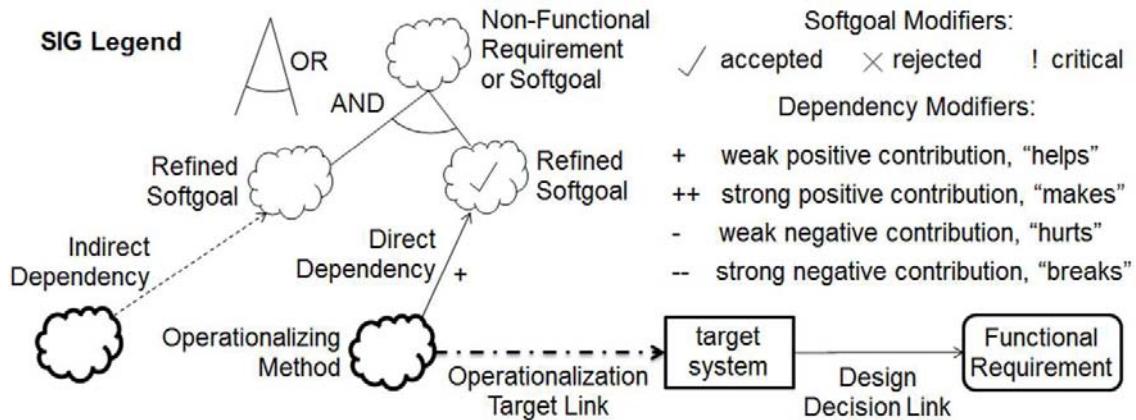 SIG Legend
OR
AND
Non-Functional
Requirement
or Softgoal
Refined
Softgoal
Refined
Softgoal
Indirect
Dependency
Direct
Dependency
+
Operationalizing
Method
Operationalization
Target Link
target
system
Design
Decision Link
Functional
Requirement
Softgoal Modifiers:
✓ accepted × rejected ! critical
Dependency Modifiers:
+ weak positive contribution, “helps”
++ strong positive contribution, “makes”
- weak negative contribution, “hurts”
-- strong negative contribution, “breaks”